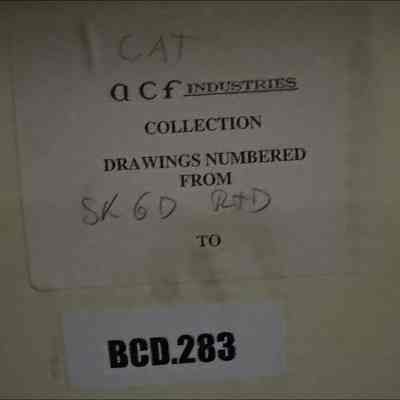 CAT
acf INDUSTRIES
COLLECTION
DRAWINGS NUMBERED
FROM
SK 6D R+D
TO
BCD.283